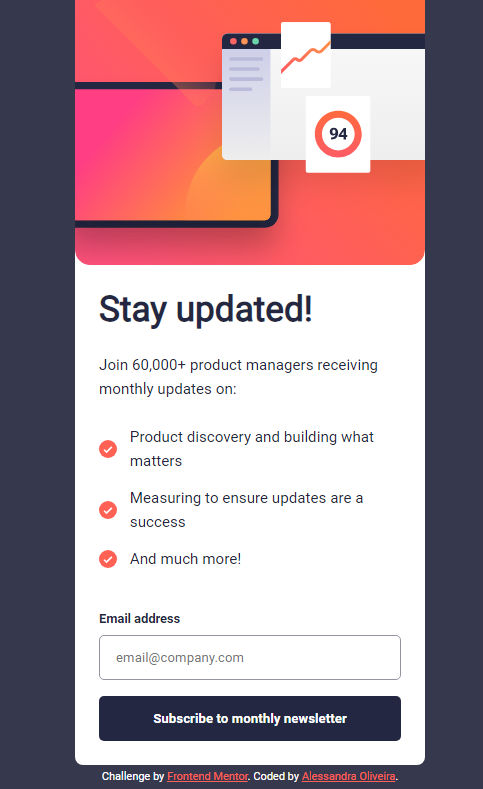 94
Stay updated!
Join 60,000+ product managers receiving
monthly updates on:
Product discovery and building what
matters
Measuring to ensure updates are a
success
And much more!
Email address
email@company.com
Subscribe to monthly newsletter
Challenge by Frontend Mentor. Coded by Alessandra Oliveira.